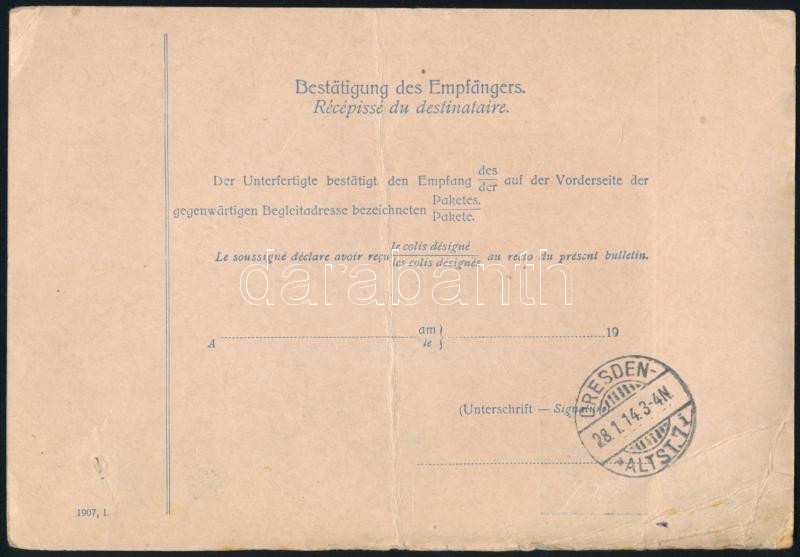 Bestätigung des Empfängers.
Récépissé du destinataire.
Der Unterfertigte bestätigt den Empfang des/der auf der Vorderseite der
gegenwärtigen Begleitadresse bezeichneten Paketes./Pakete.
Le soussigné déclare avoir reçu le colis désigné/les colis désignés au recto du présent bulletin.
darabanth
A am/le 19
(Unterschrift — Signature)
DRESDEN-
28.1.14.3-4N.
*ALTST.7
1907, 1.